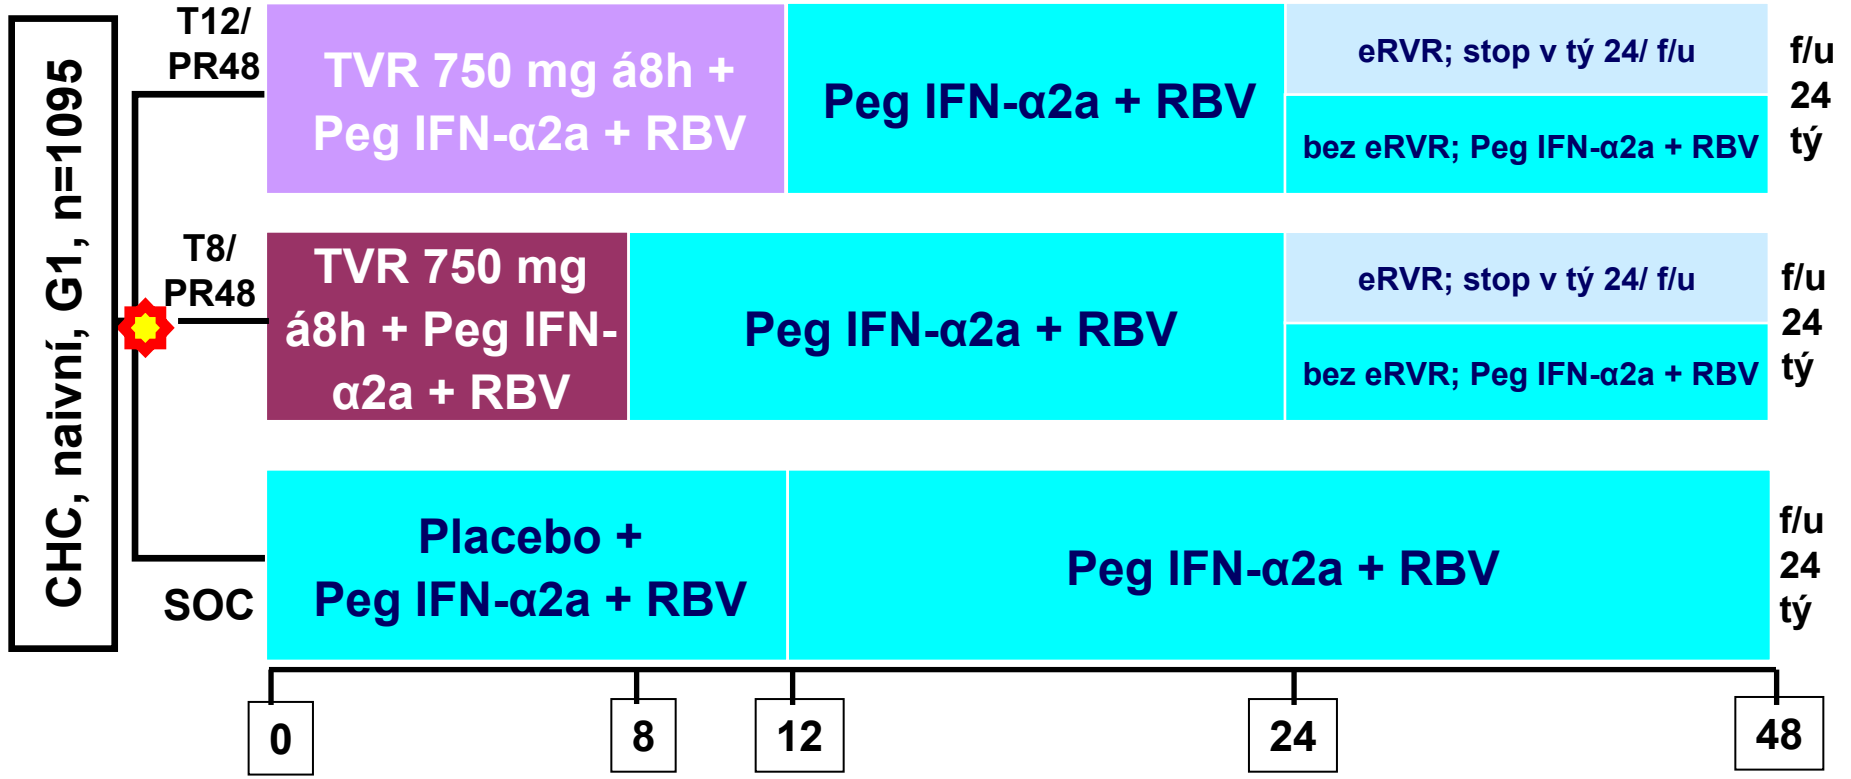 CHC, naivní, G1, n=1095
T12/
PR48
TVR 750 mg á8h +
Peg IFN-α2a + RBV
Peg IFN-α2a + RBV
eRVR; stop v tý 24/ f/u
bez eRVR; Peg IFN-α2a + RBV
f/u
24
tý
T8/
PR48
TVR 750 mg
á8h + Peg IFN-
α2a + RBV
Peg IFN-α2a + RBV
eRVR; stop v tý 24/ f/u
bez eRVR; Peg IFN-α2a + RBV
f/u
24
tý
SOC
Placebo +
Peg IFN-α2a + RBV
Peg IFN-α2a + RBV
f/u
24
tý
0
8
12
24
48